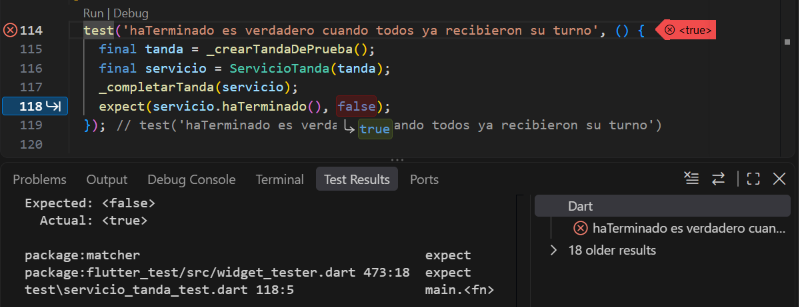 Run | Debug
114 test('haTerminado es verdadero cuando todos ya recibieron su turno', () { <true>
115 final tanda = _crearTandaDePrueba();
116 final servicio = ServicioTanda(tanda);
117 _completarTanda(servicio);
118 expect(servicio.haTerminado(), false);
119 }); // test('haTerminado es verda ando todos ya recibieron su turno')
true
120
Problems Output Debug Console Terminal Test Results Ports
Expected: <false>
Actual: <true>
package:matcher expect
package:flutter_test/src/widget_tester.dart 473:18 expect
test\servicio_tanda_test.dart 118:5 main.<fn>
Dart
haTerminado es verdadero cuan...
18 older results